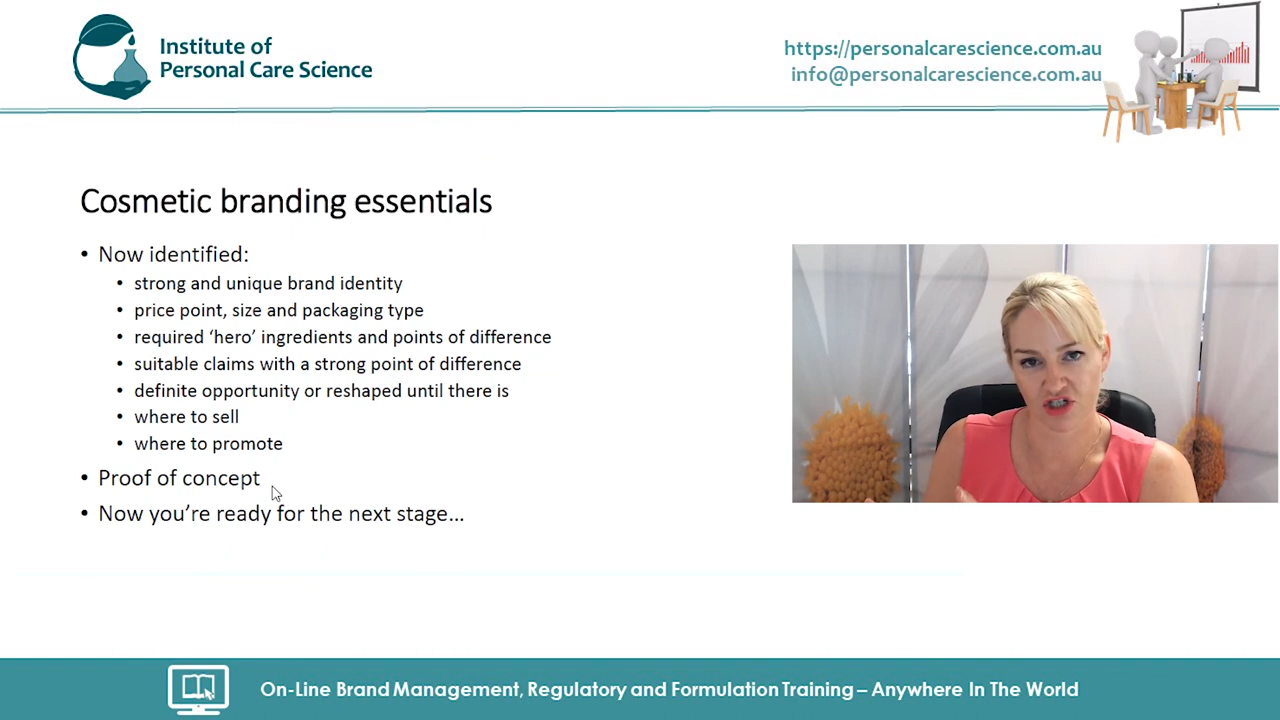 Institute of
Personal Care Science
https://personalcarescience.com.au
info@personalcarescience.com.au
Cosmetic branding essentials
• Now identified:
• strong and unique brand identity
• price point, size and packaging type
• required ‘hero’ ingredients and points of difference
• suitable claims with a strong point of difference
• definite opportunity or reshaped until there is
• where to sell
• where to promote
• Proof of concept
• Now you’re ready for the next stage…
On-Line Brand Management, Regulatory and Formulation Training – Anywhere In The World